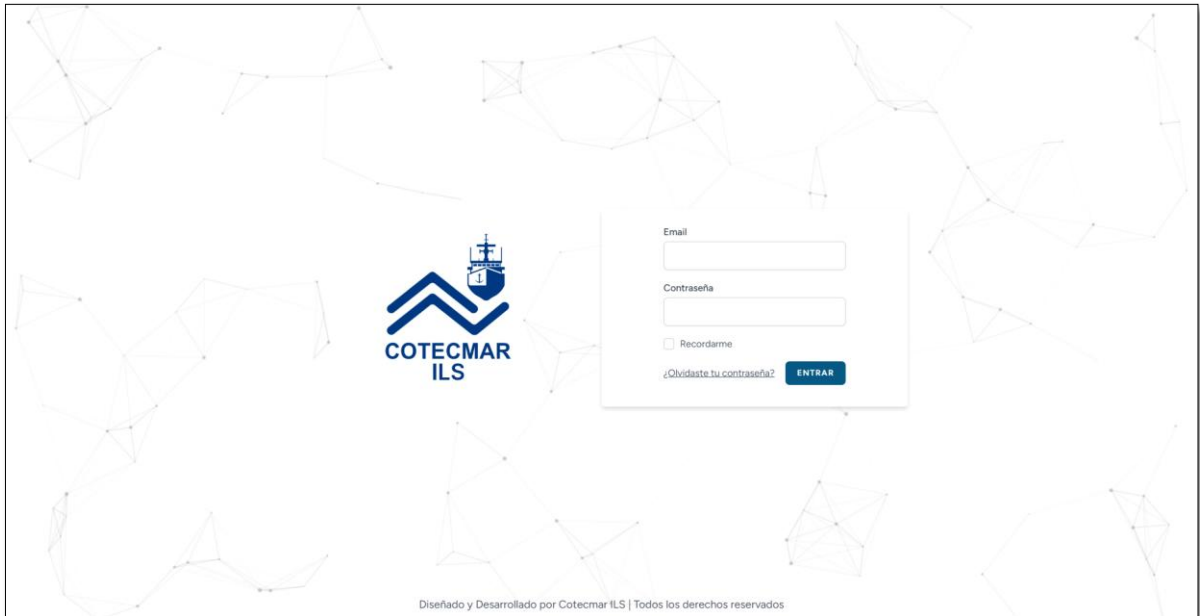 COTECMAR
ILS
Email
Contraseña
Recordarme
¿Olvidaste tu contraseña? ENTRAR
Diseñado y Desarrollado por Cotecmar ILS | Todos los derechos reservados